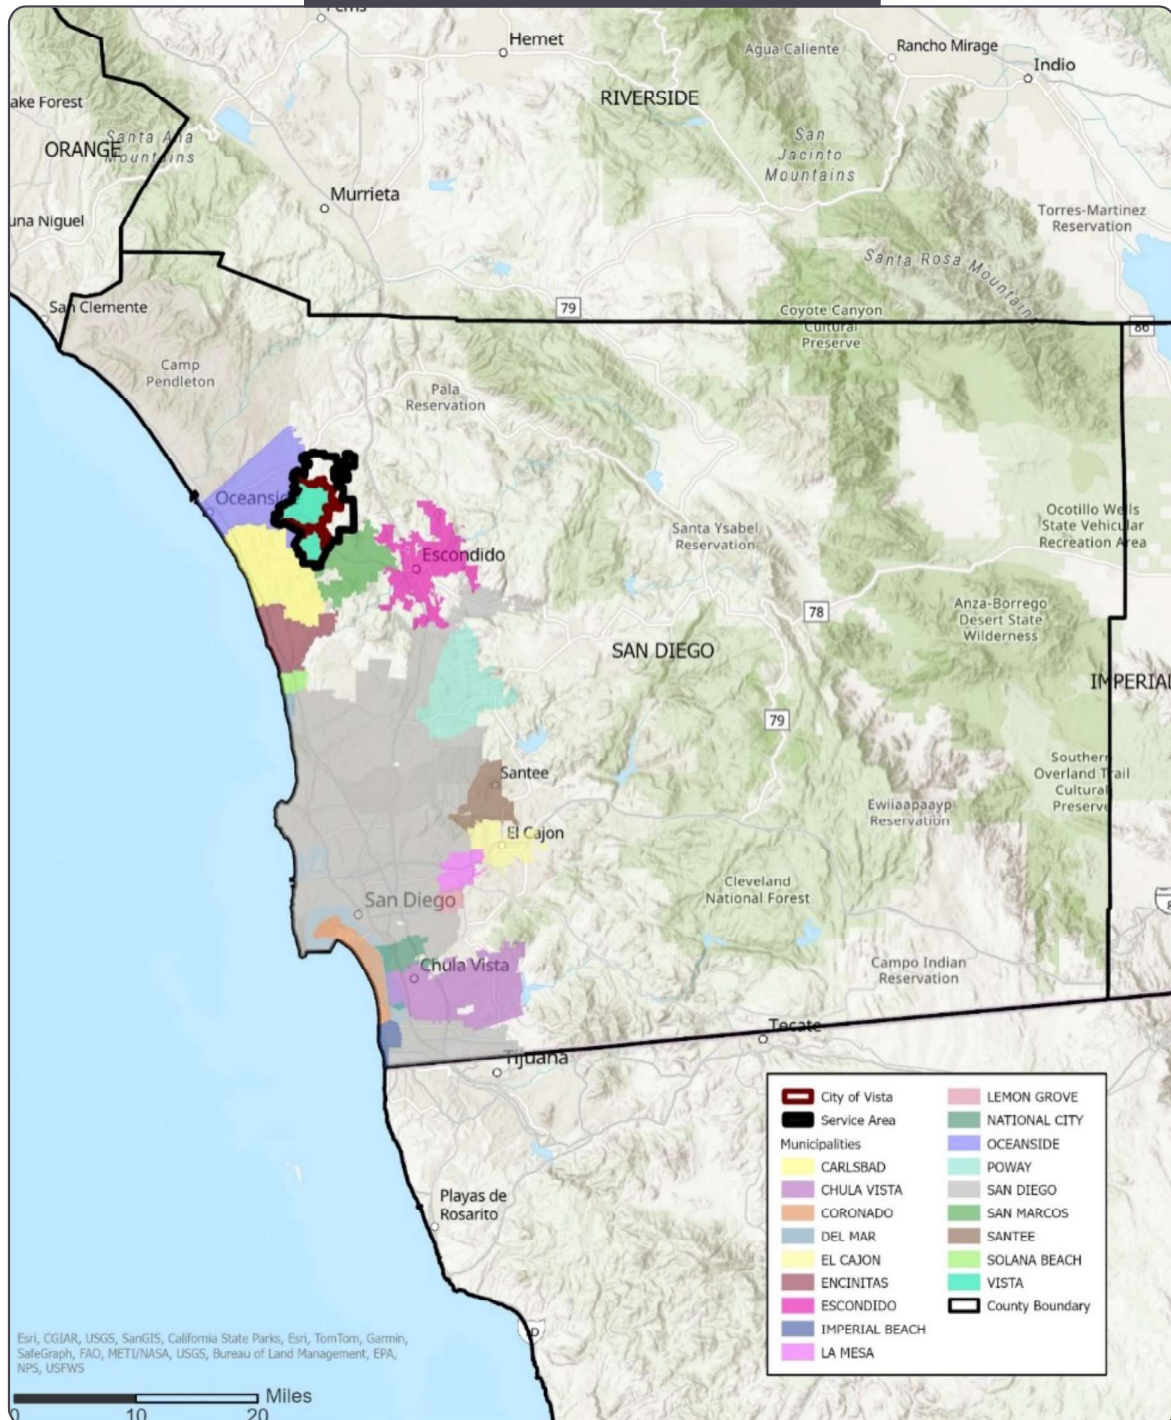 Perris
Hemet
Agua Caliente
Rancho Mirage
Indio
ake Forest
RIVERSIDE
ORANGE
Santa Ana
Mountains
San
Jacinto
Mountains
una Niguel
Murrieta
Torres-Martinez
Reservation
Santa Rosa Mountains
San Clemente
79
Coyote Canyon
Cultural
Preserve
86
Camp
Pendleton
Pala
Reservation
Oceanside
Escondido
Santa Ysabel
Reservation
Ocotillo Wells
State Vehicular
Recreation Area
78
Anza-Borrego
Desert State
Wilderness
SAN DIEGO
IMPERIAL
79
Santee
Southern
Overland Trail
Cultural
Preserve
Ewiiaapaayp
Reservation
El Cajon
San Diego
Cleveland
National Forest
8
Chula Vista
Campo Indian
Reservation
Tecate
Tijuana
Playas de
Rosarito
1D
City of Vista
Service Area
Municipalities
CARLSBAD
CHULA VISTA
CORONADO
DEL MAR
EL CAJON
ENCINITAS
ESCONDIDO
IMPERIAL BEACH
LA MESA
LEMON GROVE
NATIONAL CITY
OCEANSIDE
POWAY
SAN DIEGO
SAN MARCOS
SANTEE
SOLANA BEACH
VISTA
County Boundary
Esri, CGIAR, USGS, SanGIS, California State Parks, Esri, TomTom, Garmin,
SafeGraph, FAO, METI/NASA, USGS, Bureau of Land Management, EPA,
NPS, USFWS
Miles
0 10 20